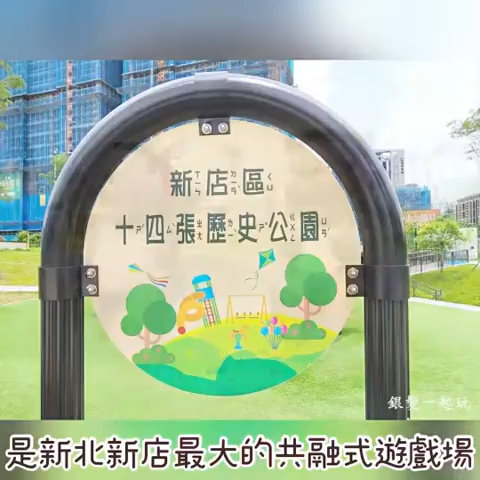 新店區
十四張歷史公園
銀髮一起玩
是新北新店最大的共融式遊戲場